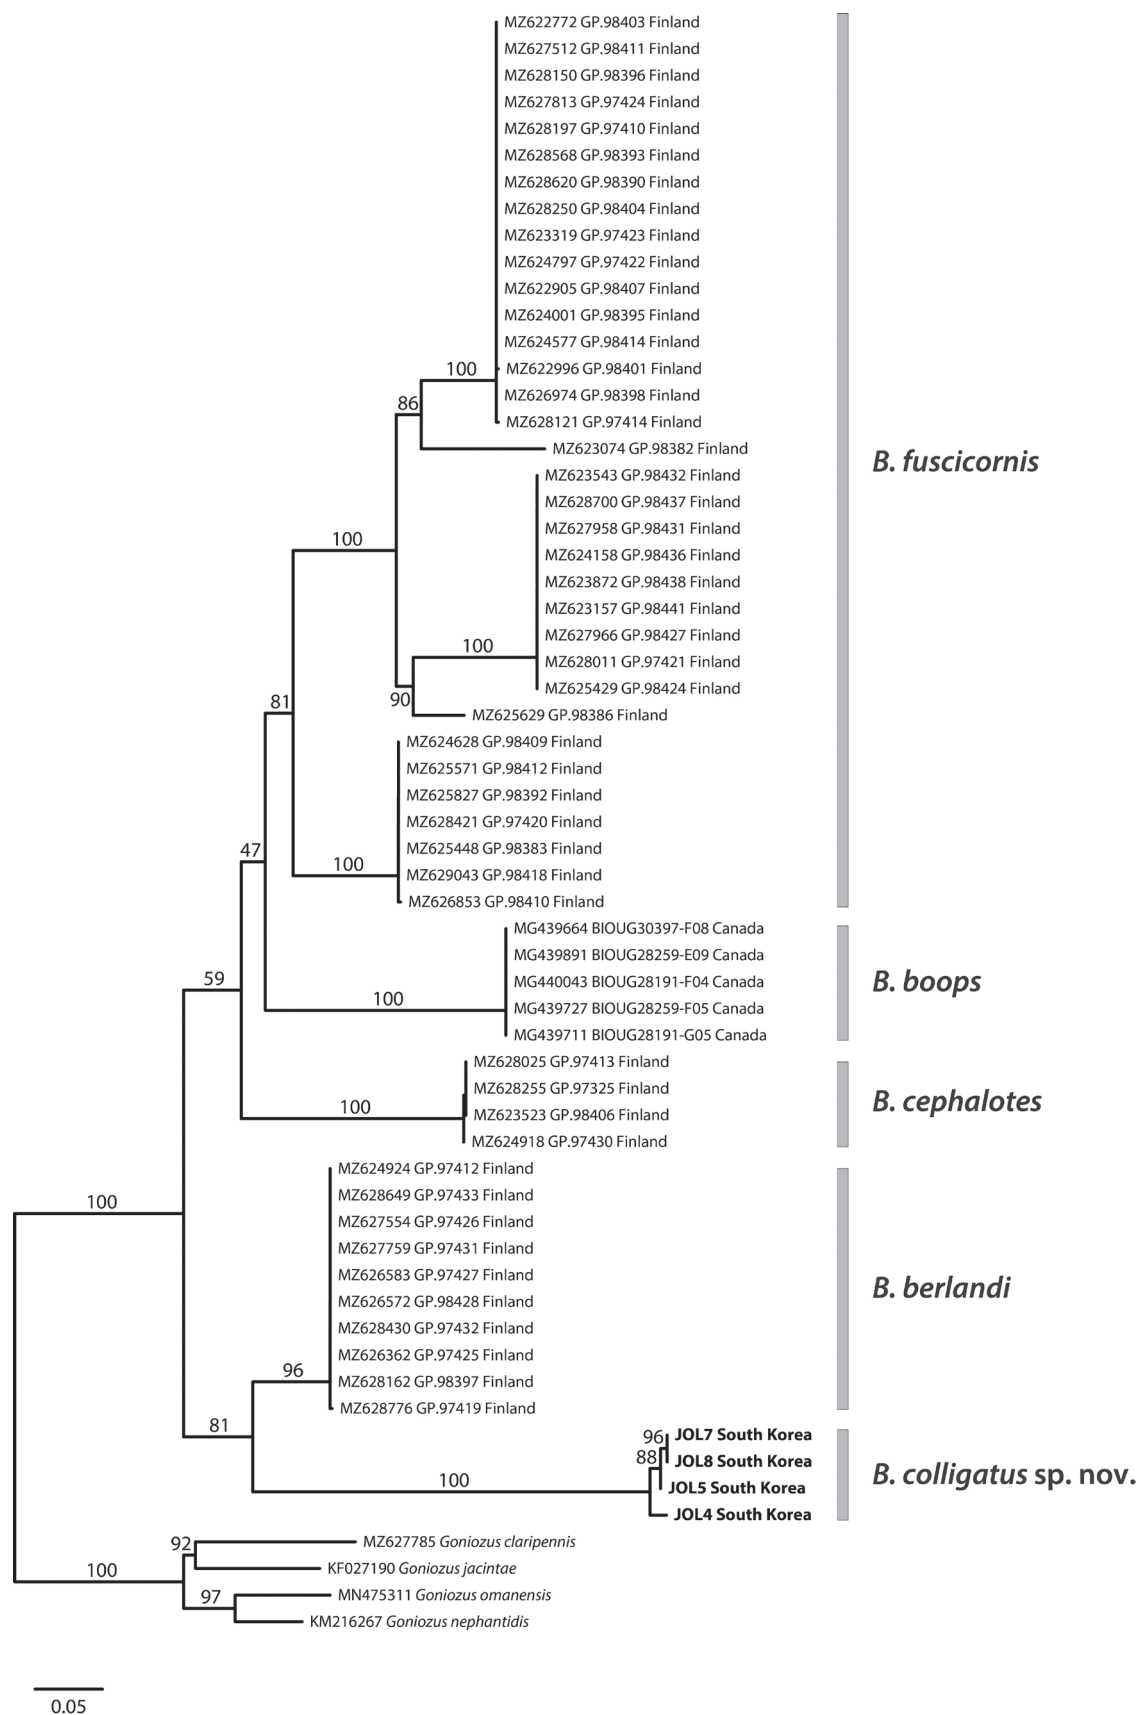 MZ622772 GP.98403 Finland
MZ627512 GP.98411 Finland
MZ628150 GP.98396 Finland
MZ627813 GP.97424 Finland
MZ628197 GP.97410 Finland
MZ628568 GP.98393 Finland
MZ628620 GP.98390 Finland
MZ628250 GP.98404 Finland
MZ623319 GP.97423 Finland
MZ624797 GP.97422 Finland
MZ622905 GP.98407 Finland
MZ624001 GP.98395 Finland
MZ624577 GP.98414 Finland
100
MZ622996 GP.98401 Finland
86
MZ626974 GP.98398 Finland
MZ628121 GP.97414 Finland
MZ623074 GP.98382 Finland
B. fuscicornis
MZ623543 GP.98432 Finland
MZ628700 GP.98437 Finland
MZ627958 GP.98431 Finland
100
MZ624158 GP.98436 Finland
MZ623872 GP.98438 Finland
MZ623157 GP.98441 Finland
MZ627966 GP.98427 Finland
100
MZ628011 GP.97421 Finland
MZ625429 GP.98424 Finland
90
81
MZ625629 GP.98386 Finland
MZ624628 GP.98409 Finland
MZ625571 GP.98412 Finland
MZ625827 GP.98392 Finland
MZ628421 GP.97420 Finland
MZ625448 GP.98383 Finland
47
100
MZ629043 GP.98418 Finland
MZ626853 GP.98410 Finland
MG439664 BIOUG30397-F08 Canada
MG439891 BIOUG28259-E09 Canada
59
MG440043 BIOUG28191-F04 Canada
B. boops
100
MG439727 BIOUG28259-F05 Canada
MG439711 BIOUG28191-G05 Canada
MZ628025 GP.97413 Finland
MZ628255 GP.97325 Finland
B. cephalotes
100
MZ623523 GP.98406 Finland
MZ624918 GP.97430 Finland
MZ624924 GP.97412 Finland
MZ628649 GP.97433 Finland
100
MZ627554 GP.97426 Finland
MZ627759 GP.97431 Finland
MZ626583 GP.97427 Finland
B. berlandi
MZ626572 GP.98428 Finland
MZ628430 GP.97432 Finland
MZ626362 GP.97425 Finland
96
MZ628162 GP.98397 Finland
MZ628776 GP.97419 Finland
81
96
JOL7 South Korea
88
JOL8 South Korea
B. colligatus sp. nov.
100
JOL5 South Korea
JOL4 South Korea
92
MZ627785 Goniozus claripennis
100
KF027190 Goniozus jacintae
97
MN475311 Goniozus omanensis
KM216267 Goniozus nephantidis
0.05